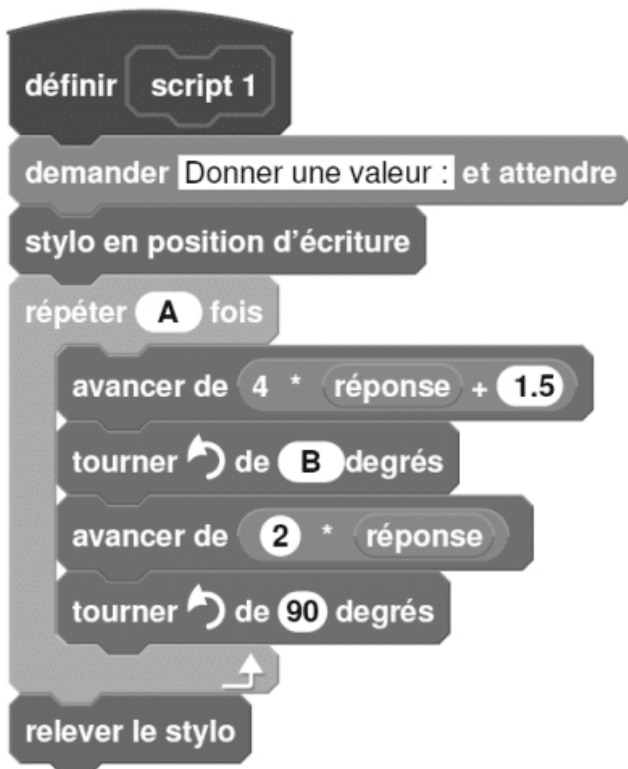 définir script 1
demander Donner une valeur : et attendre
stylo en position d'écriture
répéter A fois
avancer de 4 * réponse + 1.5
tourner de B degrés
avancer de 2 * réponse
tourner de 90 degrés
relever le stylo